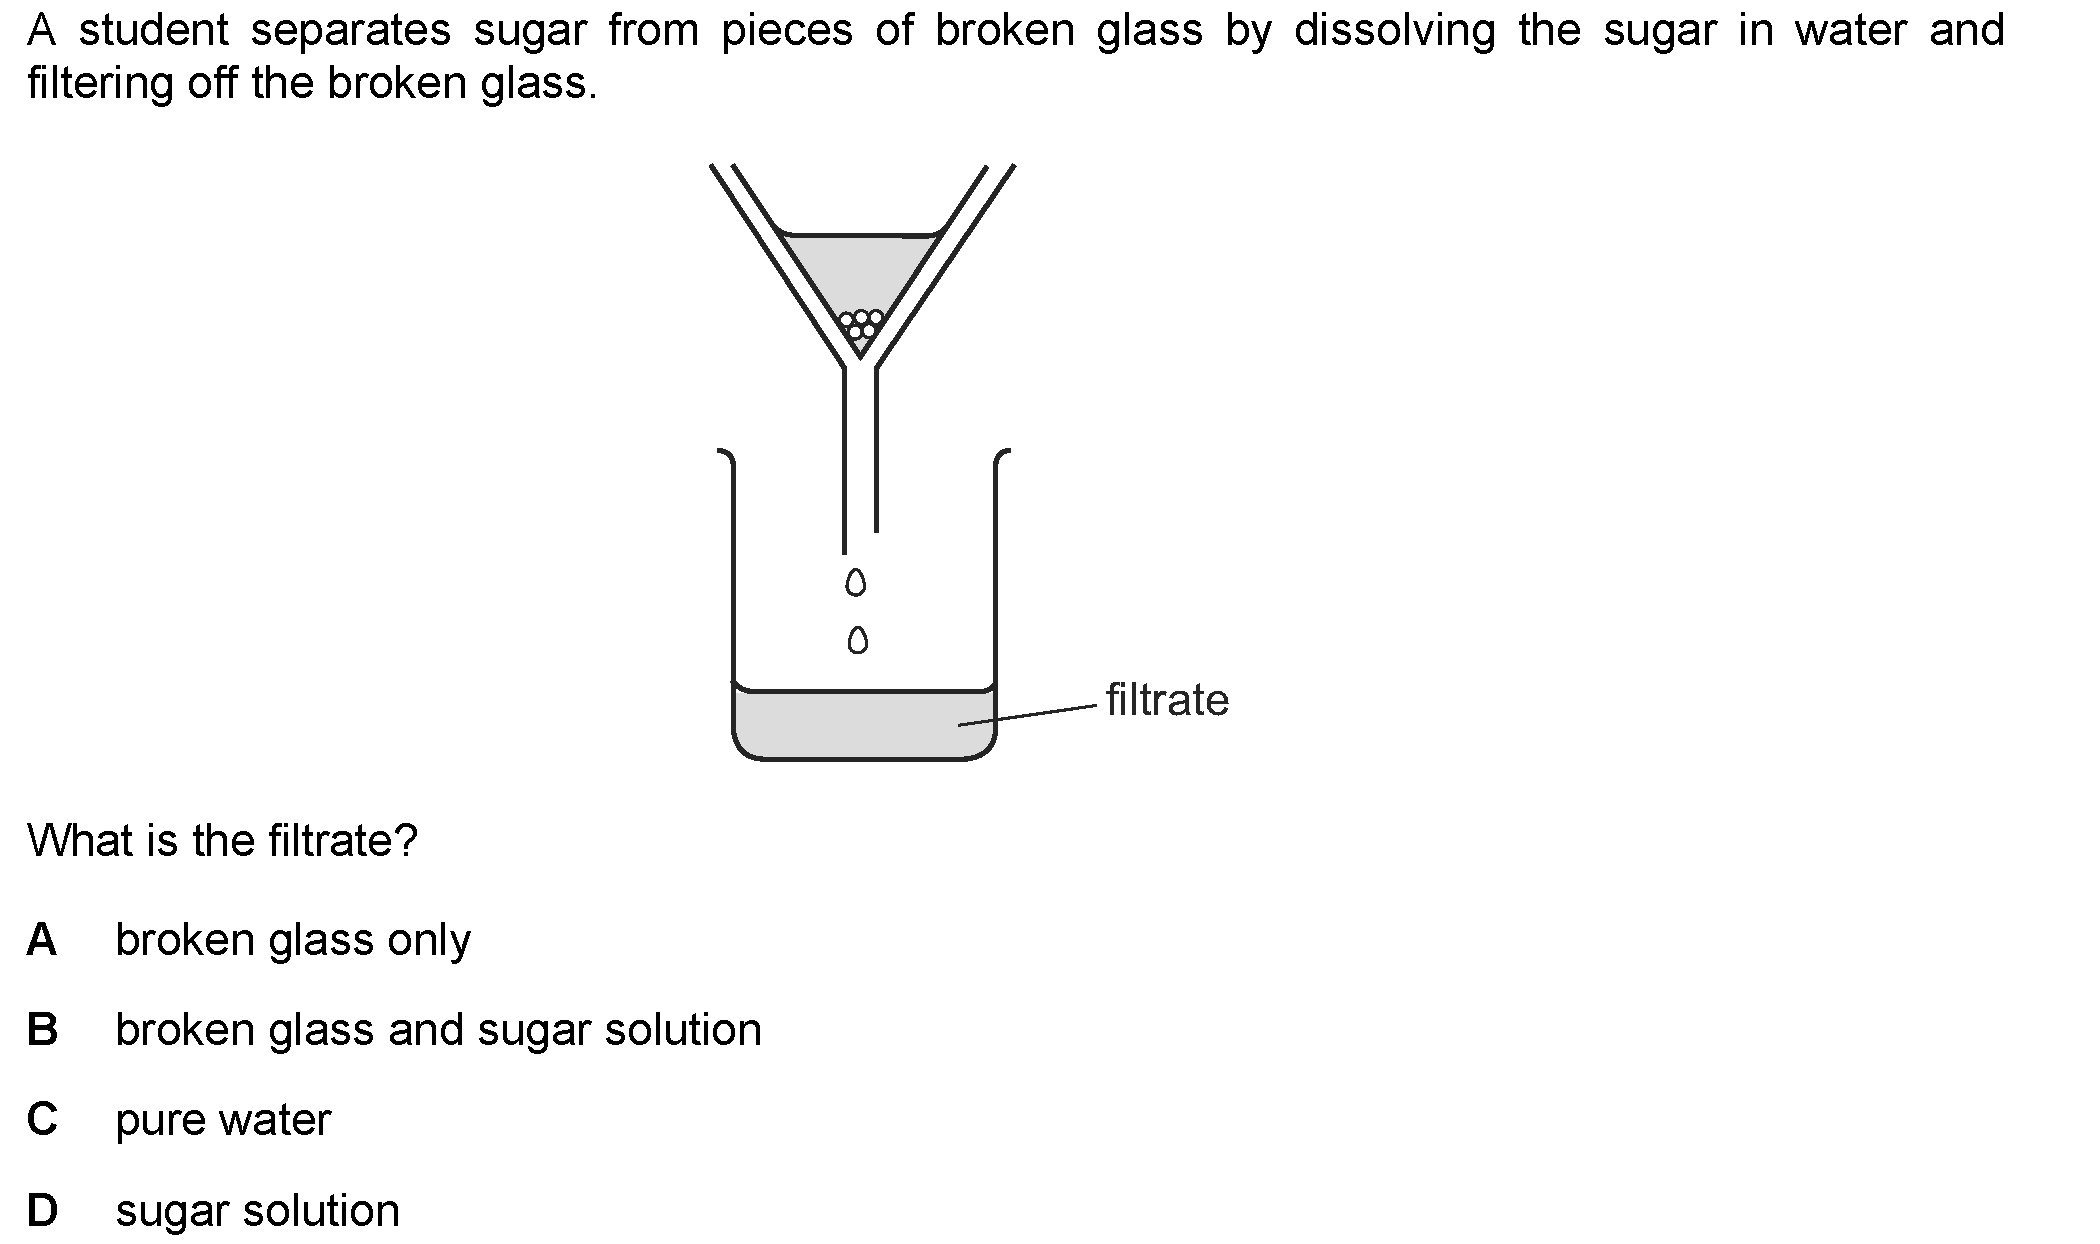 A student separates sugar from pieces of broken glass by dissolving the sugar in water and
filtering off the broken glass.
filtrate
What is the filtrate?
A broken glass only
B broken glass and sugar solution
C pure water
D sugar solution